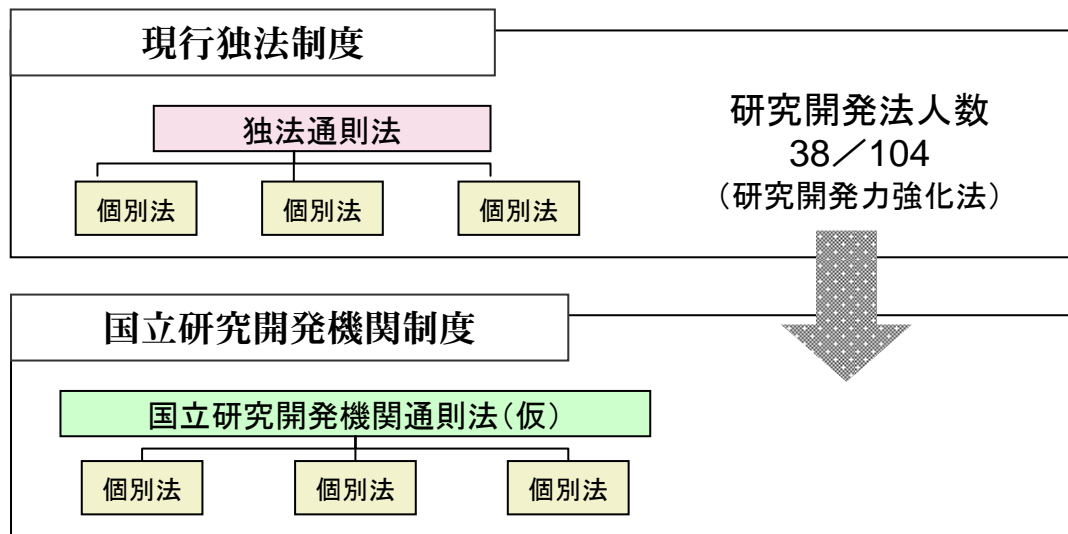 現行独法制度
独法通則法
個別法 個別法 個別法
研究開発法人数
38／104
（研究開発力強化法）
国立研究開発機関制度
国立研究開発機関通則法（仮）
個別法 個別法 個別法